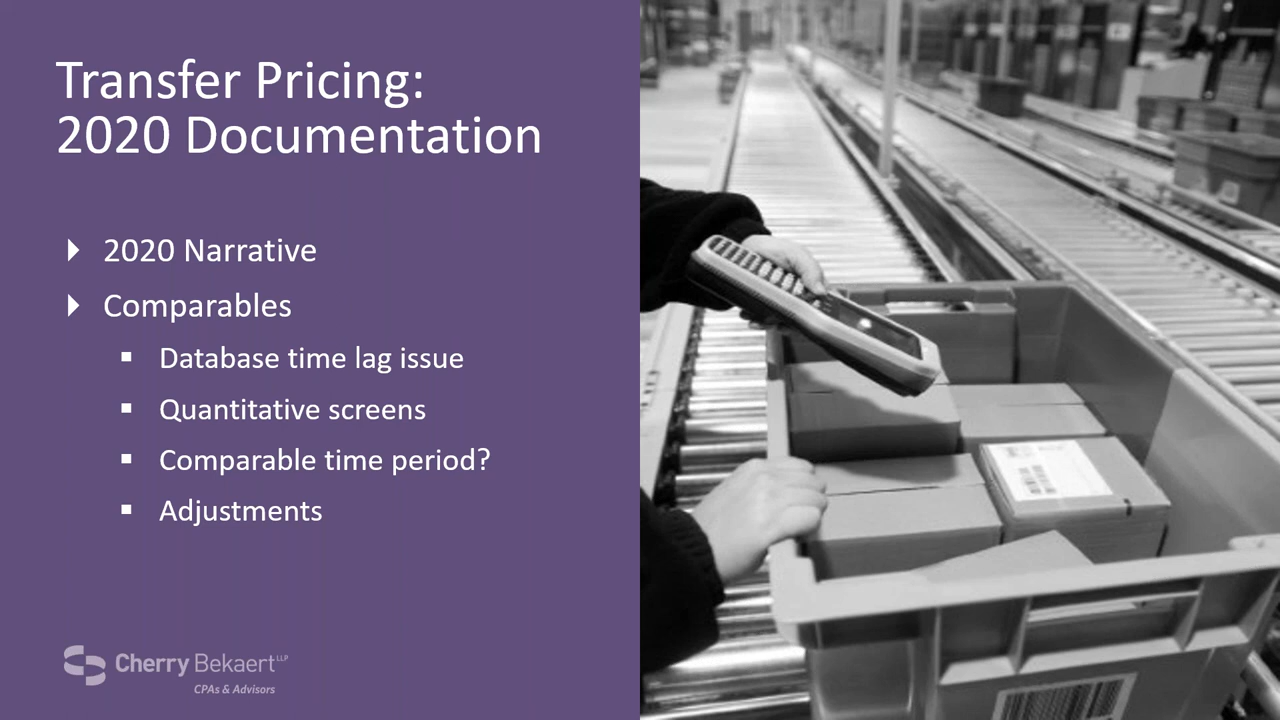 Transfer Pricing:
2020 Documentation
2020 Narrative
Comparables
Database time lag issue
Quantitative screens
Comparable time period?
Adjustments
Cherry Bekaert LLP
CPAs & Advisors